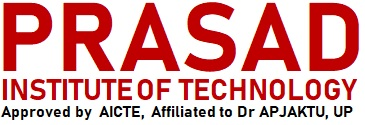 PRASAD
INSTITUTE OF TECHNOLOGY
Approved by AICTE, Affiliated to Dr APJAKTU, UP